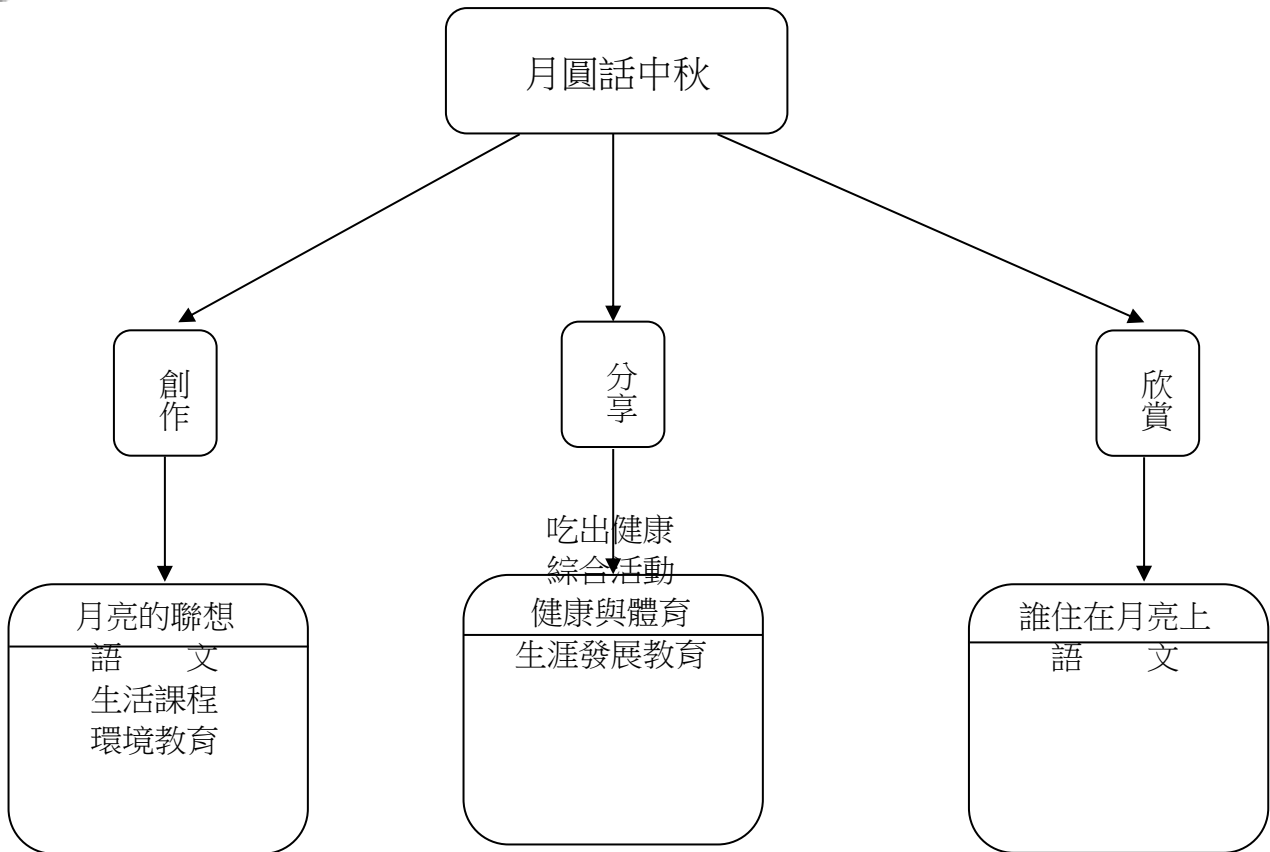 月圓話中秋
創作
分享
欣賞
月亮的聯想
語　　文
生活課程
環境教育
吃出健康
綜合活動
健康與體育
生涯發展教育
誰住在月亮上
語　　文